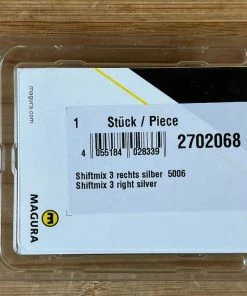 magura.com
1 Stück / Piece
2702068
4 055184 028339
Shiftmix 3 rechts silber 5006
Shiftmix 3 right silver
MAGURA